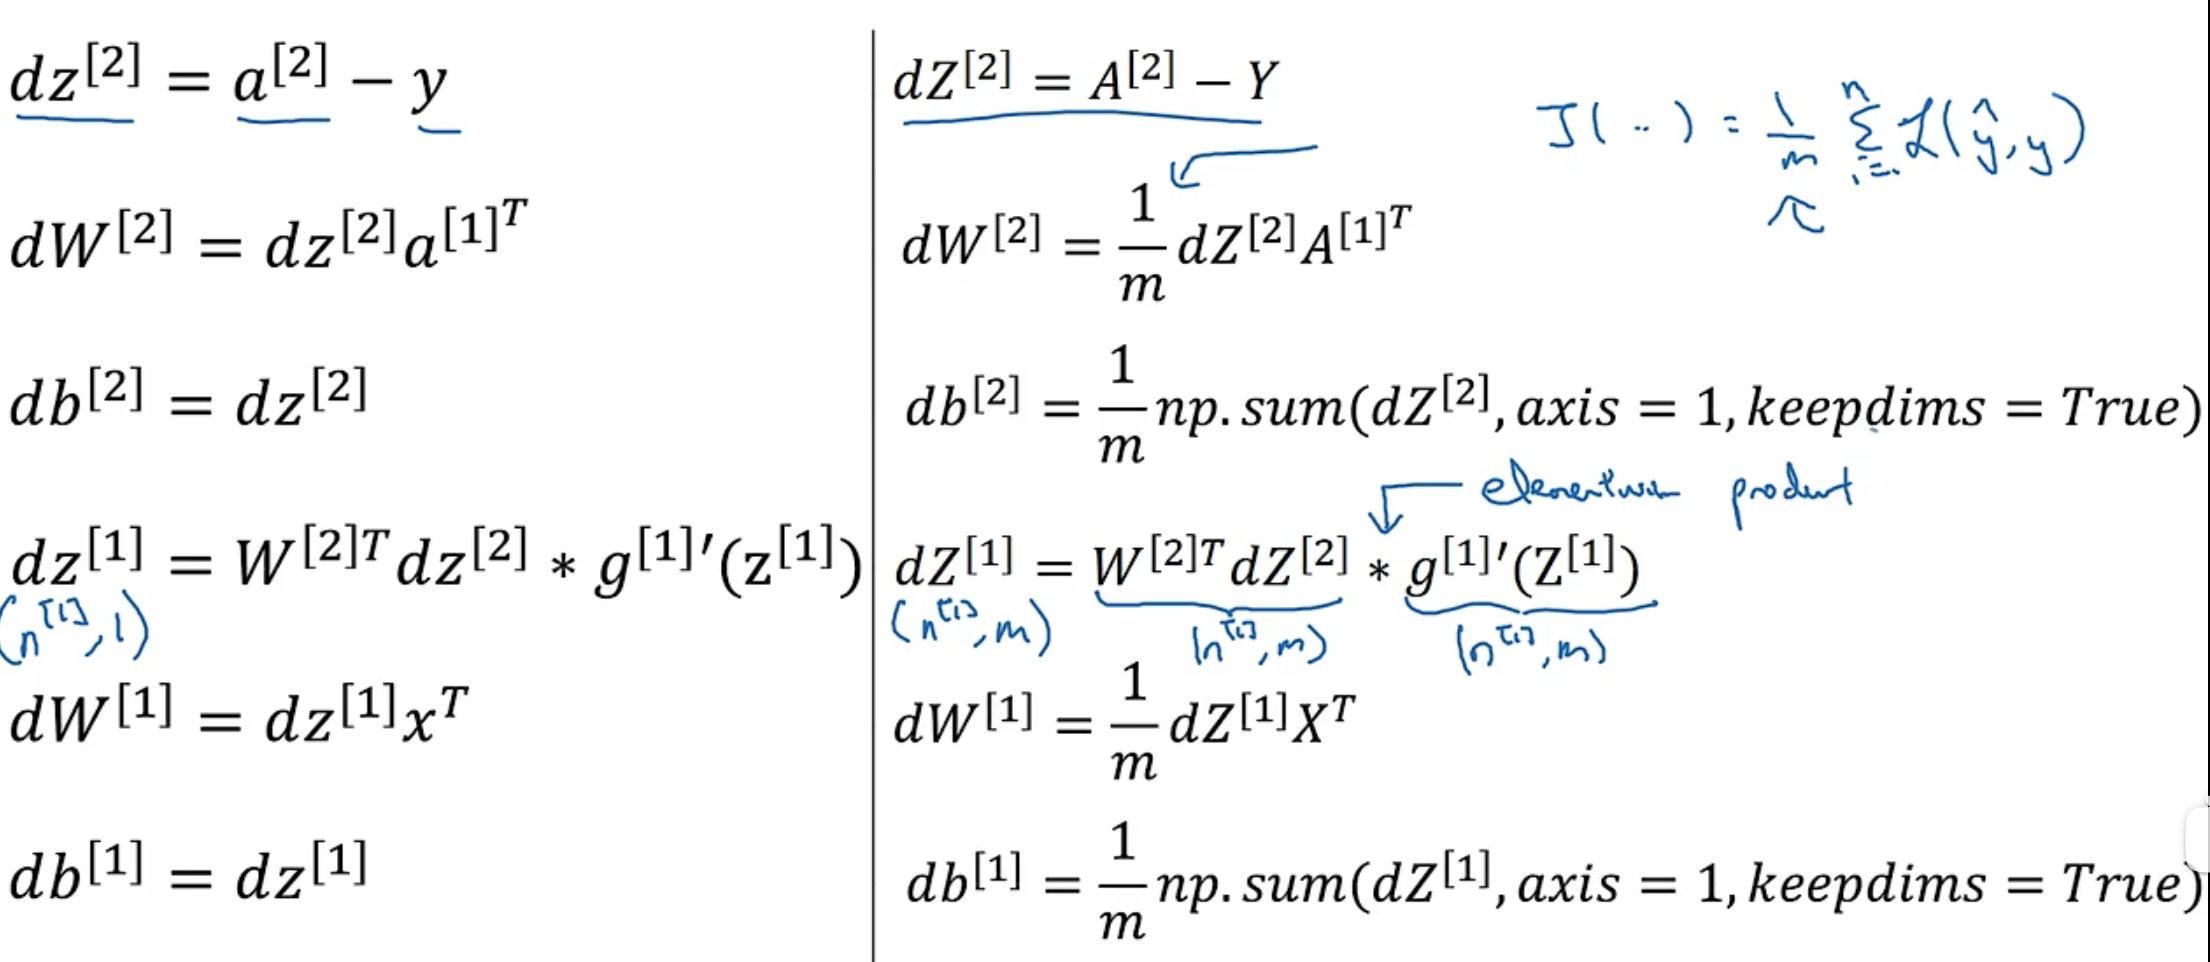 dz^[2] = a^[2] − y
dW^[2] = dz^[2]a^[1]^T
db^[2] = dz^[2]
dz^[1] = W^[2]T dz^[2] * g^[1]′(z^[1])
(n^[1], 1)
dW^[1] = dz^[1]x^T
db^[1] = dz^[1]
dZ^[2] = A^[2] − Y
J(..) = 1/m Σ^n_i= L(ŷ, y)
dW^[2] = 1/m dZ^[2]A^[1]^T
db^[2] = 1/m np.sum(dZ^[2], axis = 1, keepdims = True)
elementwise product
dZ^[1] = W^[2]T dZ^[2] * g^[1]′(Z^[1])
(n^[1], m) (n^[1], m) (n^[1], m)
dW^[1] = 1/m dZ^[1]X^T
db^[1] = 1/m np.sum(dZ^[1], axis = 1, keepdims = True)